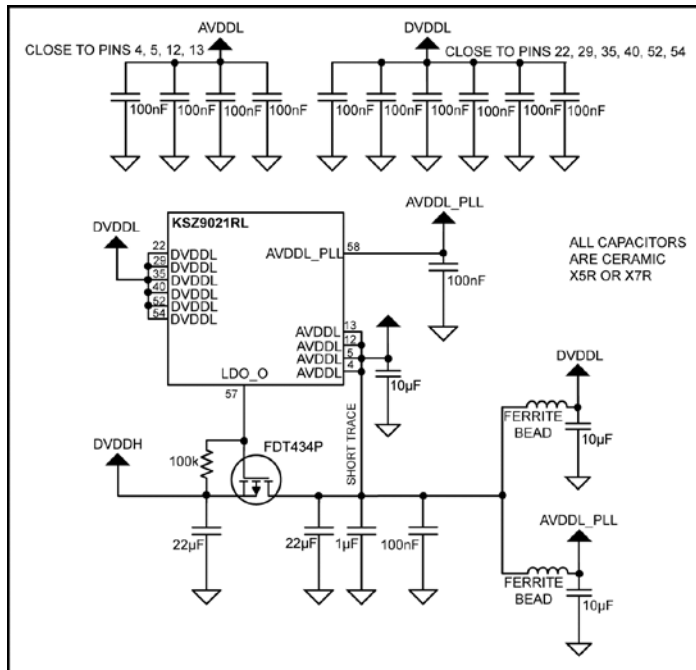 AVDDL
DVDDL
CLOSE TO PINS 4, 5, 12, 13
CLOSE TO PINS 22, 29, 35, 40, 52, 54
100nF
100nF
100nF
100nF
100nF
100nF
100nF
100nF
100nF
100nF
KSZ9021RL
AVDDL_PLL
DVDDL
22 DVDDL
29 DVDDL
35 DVDDL
40 DVDDL
52 DVDDL
54 DVDDL
AVDDL_PLL 58
100nF
ALL CAPACITORS
ARE CERAMIC
X5R OR X7R
AVDDL 13
AVDDL 12
AVDDL 5
AVDDL 4
10µF
LDO_O
57
DVDDL
FERRITE
BEAD
10µF
SHORT TRACE
DVDDH
100k
FDT434P
22µF
22µF
1µF
100nF
AVDDL_PLL
FERRITE
BEAD
10µF